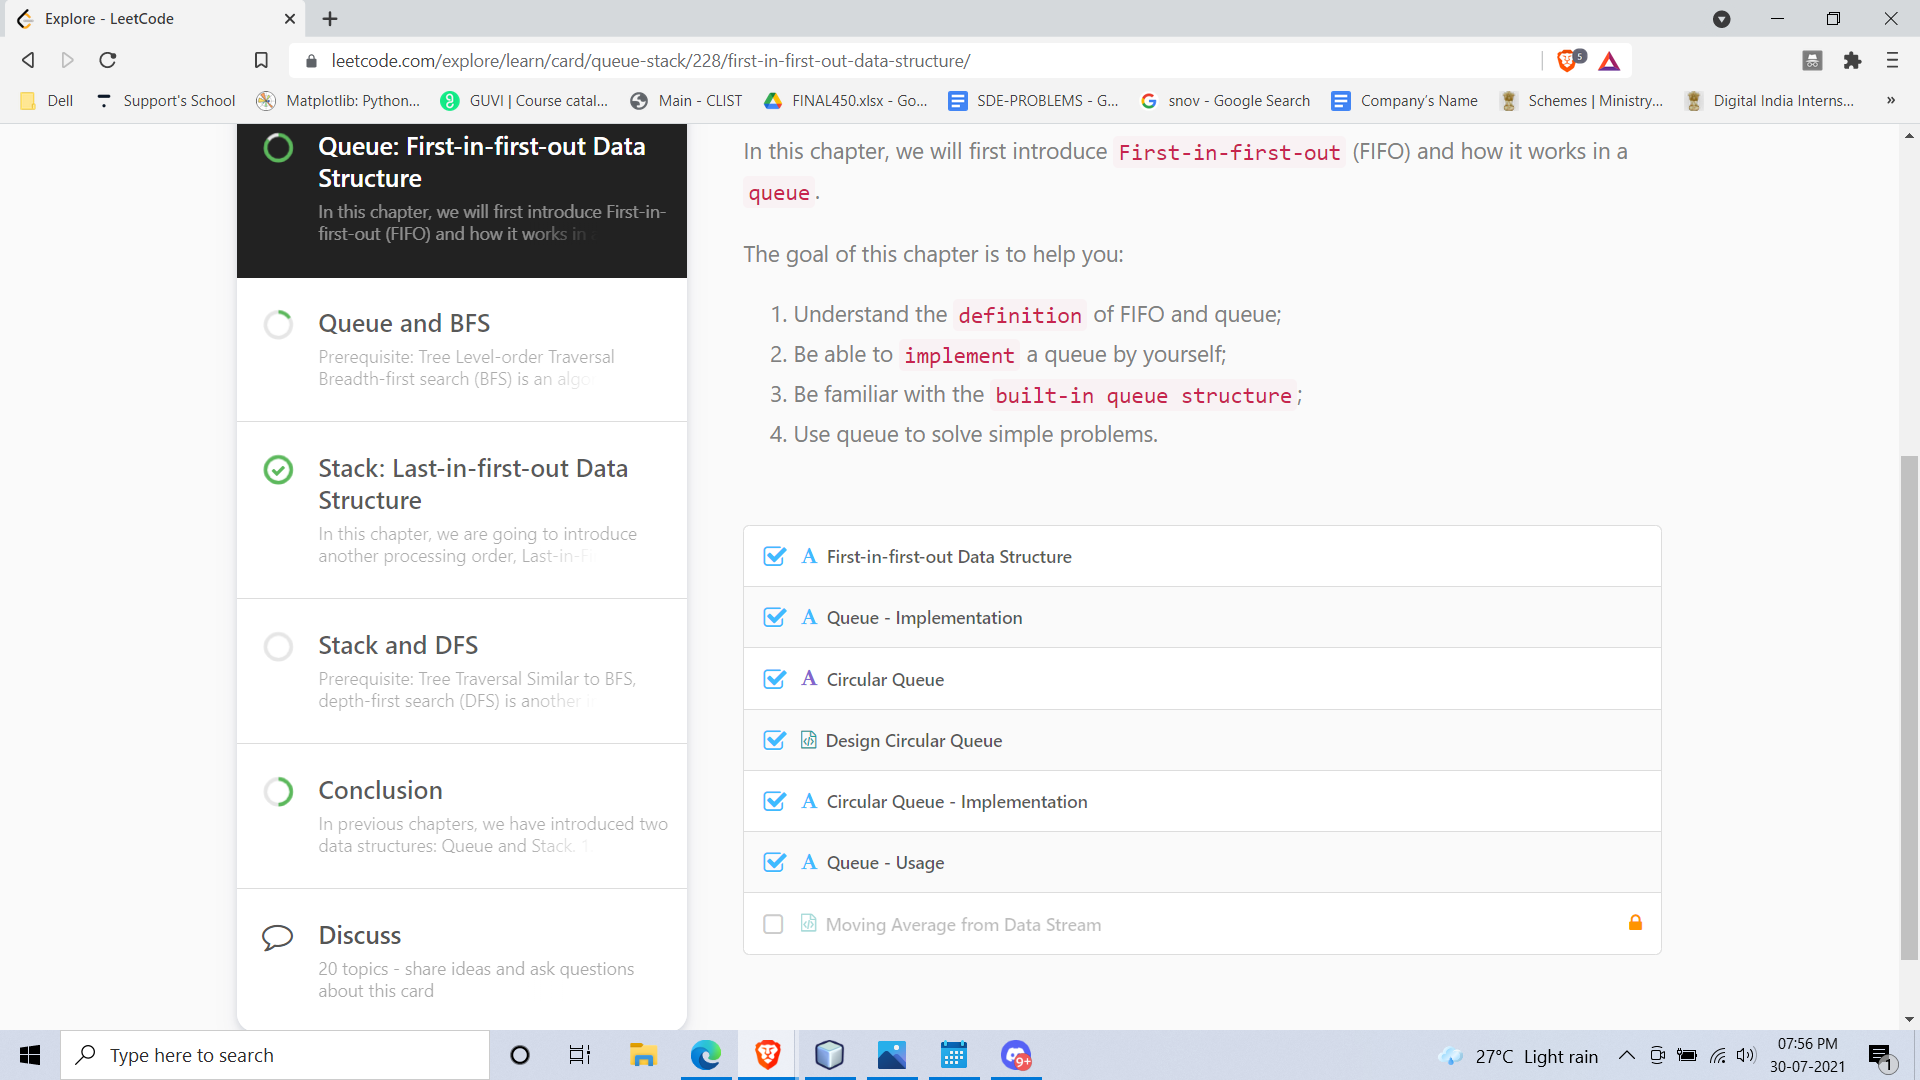 Explore - LeetCode
leetcode.com/explore/learn/card/queue-stack/228/first-in-first-out-data-structure/
5
Dell
Support's School
Matplotlib: Python...
GUVI | Course catal...
Main - CLIST
FINAL450.xlsx - Go...
SDE-PROBLEMS - G...
snov - Google Search
Company's Name
Schemes | Ministry...
Digital India Interns...
»
Queue: First-in-first-out Data
Structure
In this chapter, we will first introduce First-in-
first-out (FIFO) and how it works in a
Queue and BFS
Prerequisite: Tree Level-order Traversal
Breadth-first search (BFS) is an algo
Stack: Last-in-first-out Data
Structure
In this chapter, we are going to introduce
another processing order, Last-in-Fi
Stack and DFS
Prerequisite: Tree Traversal Similar to BFS,
depth-first search (DFS) is another
Conclusion
In previous chapters, we have introduced two
data structures: Queue and Stack.
Discuss
20 topics - share ideas and ask questions
about this card
In this chapter, we will first introduce First-in-first-out (FIFO) and how it works in a
queue.
The goal of this chapter is to help you:
1. Understand the definition of FIFO and queue;
2. Be able to implement a queue by yourself;
3. Be familiar with the built-in queue structure;
4. Use queue to solve simple problems.
A First-in-first-out Data Structure
A Queue - Implementation
A Circular Queue
Design Circular Queue
A Circular Queue - Implementation
A Queue - Usage
Moving Average from Data Stream
Type here to search
9+
27°C Light rain
07:56 PM
30-07-2021
1